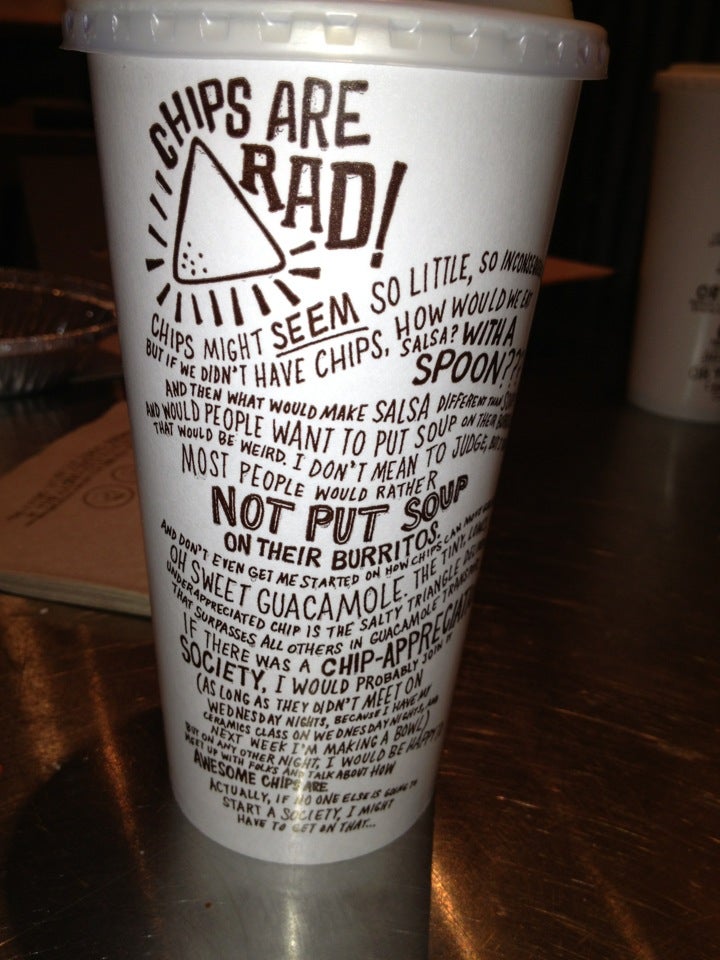 CHIPS ARE
RAD!
CHIPS MIGHT SEEM SO LITTLE, SO
BUT IF WE DIDN'T HAVE CHIPS, HOW WOULD WE EAT
SALSA? WITH A
SPOON??
AND THEN WHAT WOULD MAKE SALSA DIFFERENT THAN
AND WOULD PEOPLE WANT TO PUT SOUP ON THEIR
THAT WOULD BE WEIRD. I DON'T MEAN TO JUDGE,
MOST PEOPLE WOULD RATHER
NOT PUT SOUP
ON THEIR BURRITOS.
AND DON'T EVEN GET ME STARTED ON HOW CHIPS CAN MOVE
OH SWEET GUACAMOLE. THE TINY,
UNDERAPPRECIATED CHIP IS THE SALTY TRIANGLE
THAT SURPASSES ALL OTHERS IN GUACAMOLE
IF THERE WAS A CHIP-APPRECIATION
SOCIETY, I WOULD PROBABLY JOIN IT
(AS LONG AS THEY DIDN'T MEET ON
WEDNESDAY NIGHTS, BECAUSE I HAVE MY
CERAMICS CLASS ON WEDNESDAY NIGHTS, AND
NEXT WEEK I'M MAKING A BOWL)
BUT ON ANY OTHER NIGHT, I WOULD BE HAPPY TO
MEET UP WITH FOLKS AND TALK ABOUT HOW
AWESOME CHIPS ARE
ACTUALLY, IF NO ONE ELSE IS GOING TO
START A SOCIETY, I MIGHT
HAVE TO GET ON THAT...